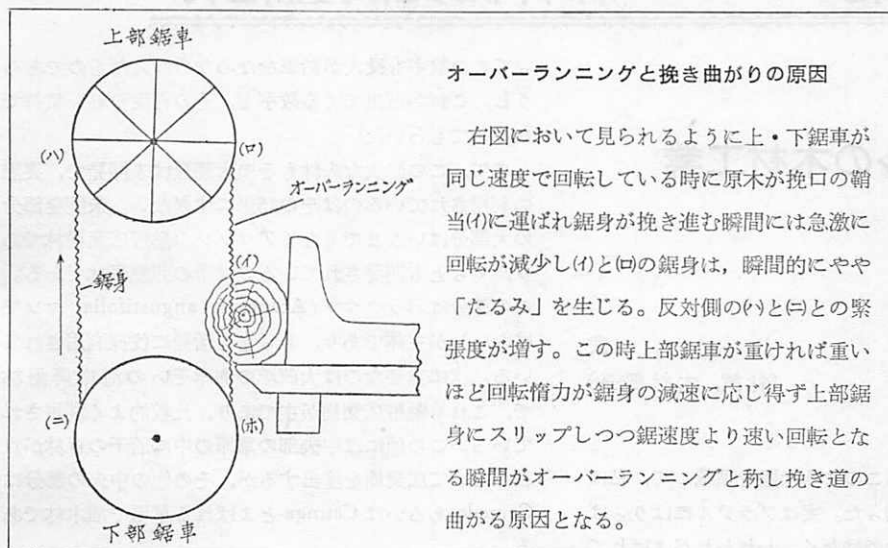 上部鋸車
(ハ)
(ロ)
オーバーランニング
(イ)
鋸身
(ニ)
(ホ)
下部鋸車
オーバーランニングと挽き曲がりの原因
右図において見られるように上・下鋸車が
同じ速度で回転している時に原木が挽口の鞘
当(イ)に運ばれ鋸身が挽き進む瞬間には急激に
回転が減少し(イ)と(ロ)の鋸身は，瞬間的にやや
「たるみ」を生じる。反対側の(ハ)と(ニ)との緊
張度が増す。この時上部鋸車が重ければ重い
ほど回転惰力が鋸身の減速に応じ得ず上部鋸
身にスリップしつつ鋸速度より速い回転とな
る瞬間がオーバーランニングと称し挽き道の
曲がる原因となる。